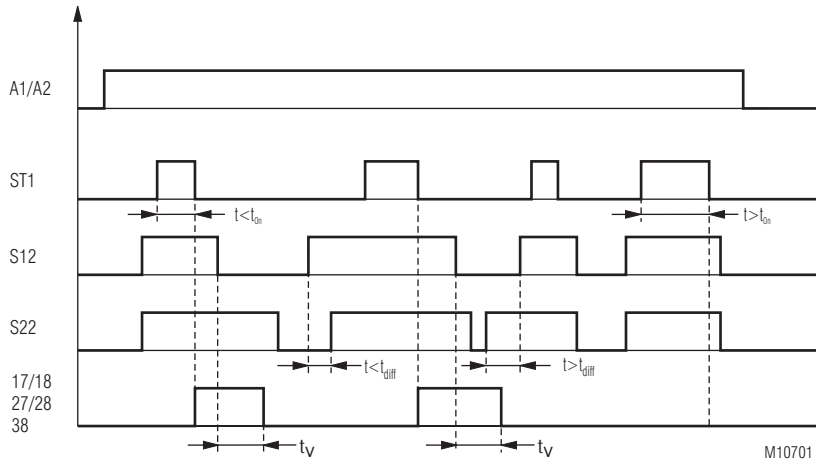 A1/A2
ST1
t<t0n
t>t0n
S12
S22
t<tdiff
t>tdiff
17/18
27/28
38
tv
tv
M10701